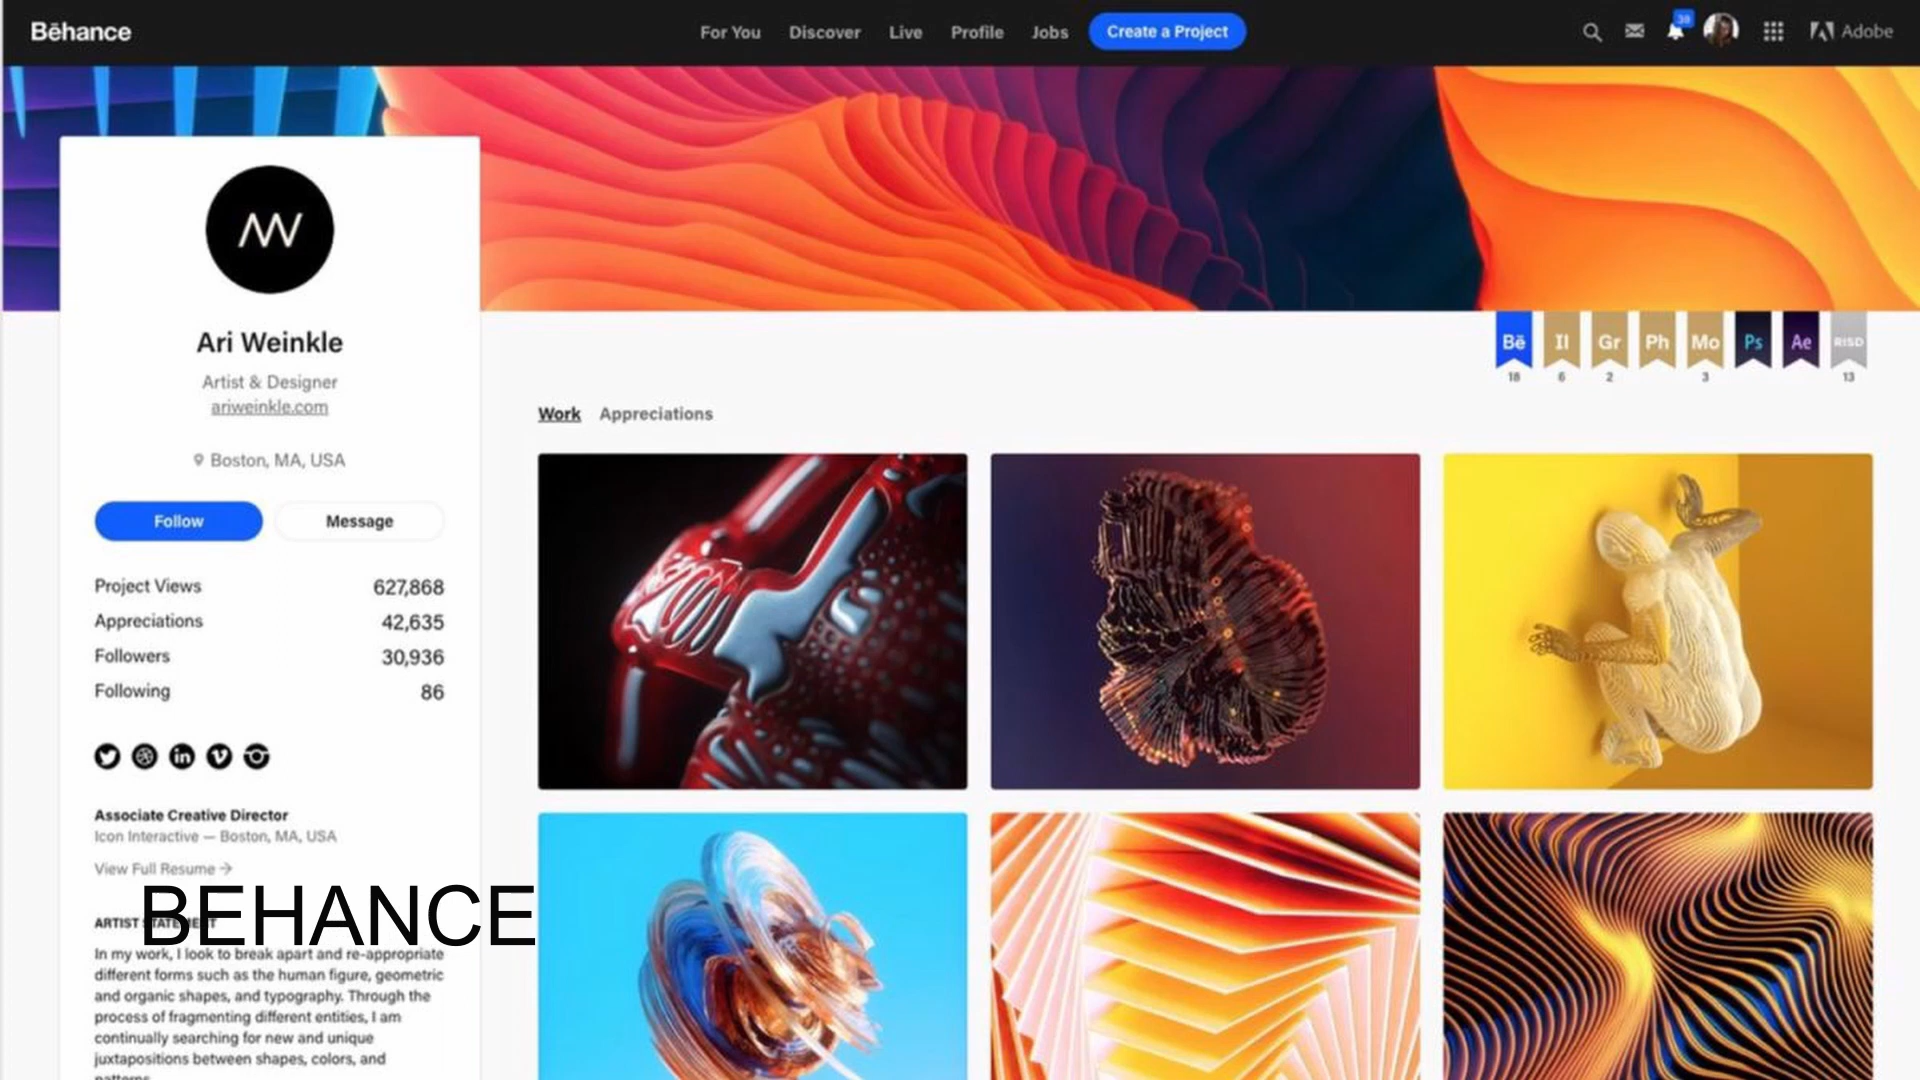 Bēhance
For You Discover Live Profile Jobs Create a Project
38
Adobe
Ari Weinkle
Artist & Designer
ariweinkle.com
Boston, MA, USA
Follow Message
Project Views 627,868
Appreciations 42,635
Followers 30,936
Following 86
Associate Creative Director
Icon Interactive — Boston, MA, USA
View Full Resume →
BEHANCE
ARTIST STATEMENT
In my work, I look to break apart and re-appropriate
different forms such as the human figure, geometric
and organic shapes, and typography. Through the
process of fragmenting different entities, I am
continually searching for new and unique
juxtapositions between shapes, colors, and
patterns.
Bē Il Gr Ph Mo Ps Ae RISD
18 6 2 3 13
Work Appreciations